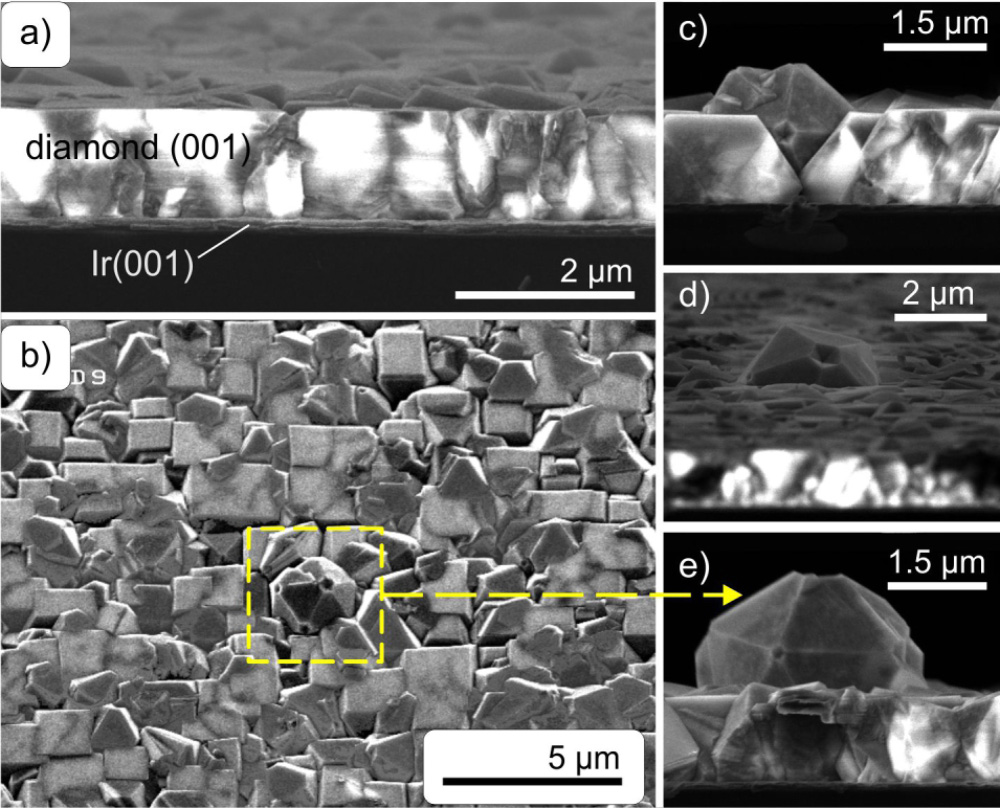 a)
diamond (001)
Ir(001)
2 µm
b)
D9
5 µm
c)
1.5 µm
d)
2 µm
e)
1.5 µm